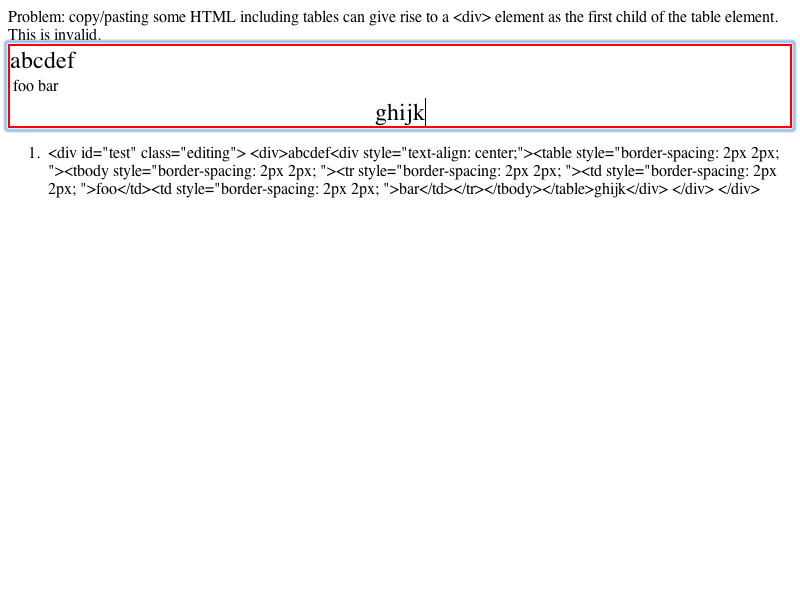 Problem: copy/pasting some HTML including tables can give rise to a <div> element as the first child of the table element.
This is invalid.
abcdef
foo bar
ghijk
1. <div id="test" class="editing"> <div>abcdef<div style="text-align: center;"><table style="border-spacing: 2px 2px;
"><tbody style="border-spacing: 2px 2px; "><tr style="border-spacing: 2px 2px; "><td style="border-spacing: 2px
2px; ">foo</td><td style="border-spacing: 2px 2px; ">bar</td></tr></tbody></table>ghijk</div> </div> </div>